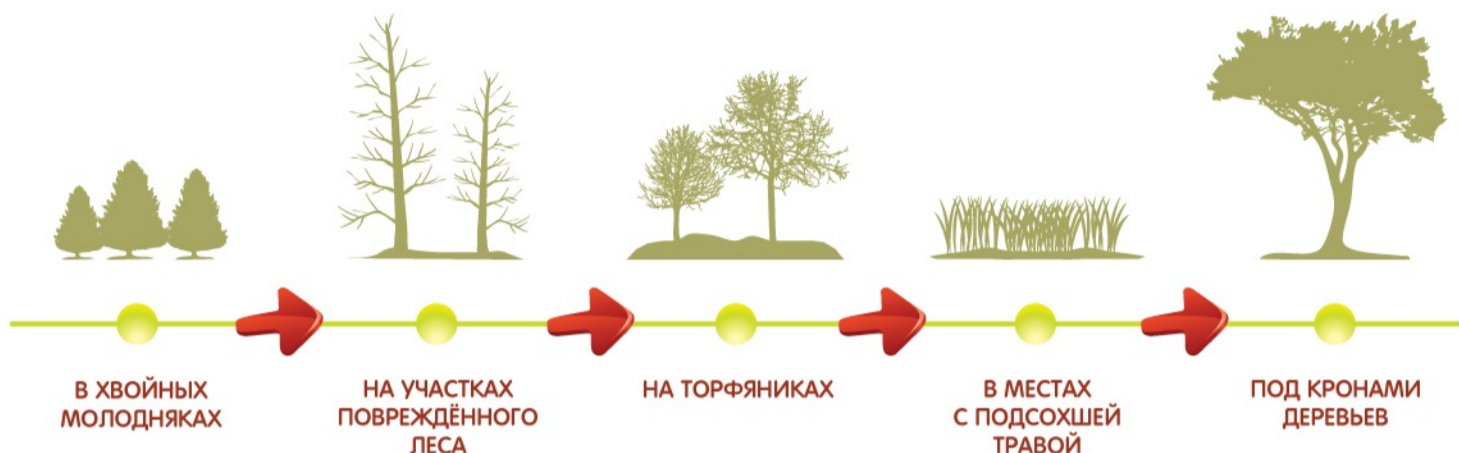 В ХВОЙНЫХ
МОЛОДНЯКАХ
НА УЧАСТКАХ
ПОВРЕЖДЁННОГО
ЛЕСА
НА ТОРФЯНИКАХ
В МЕСТАХ
С ПОДСОХШЕЙ
ТРАВОЙ
ПОД КРОНАМИ
ДЕРЕВЬЕВ